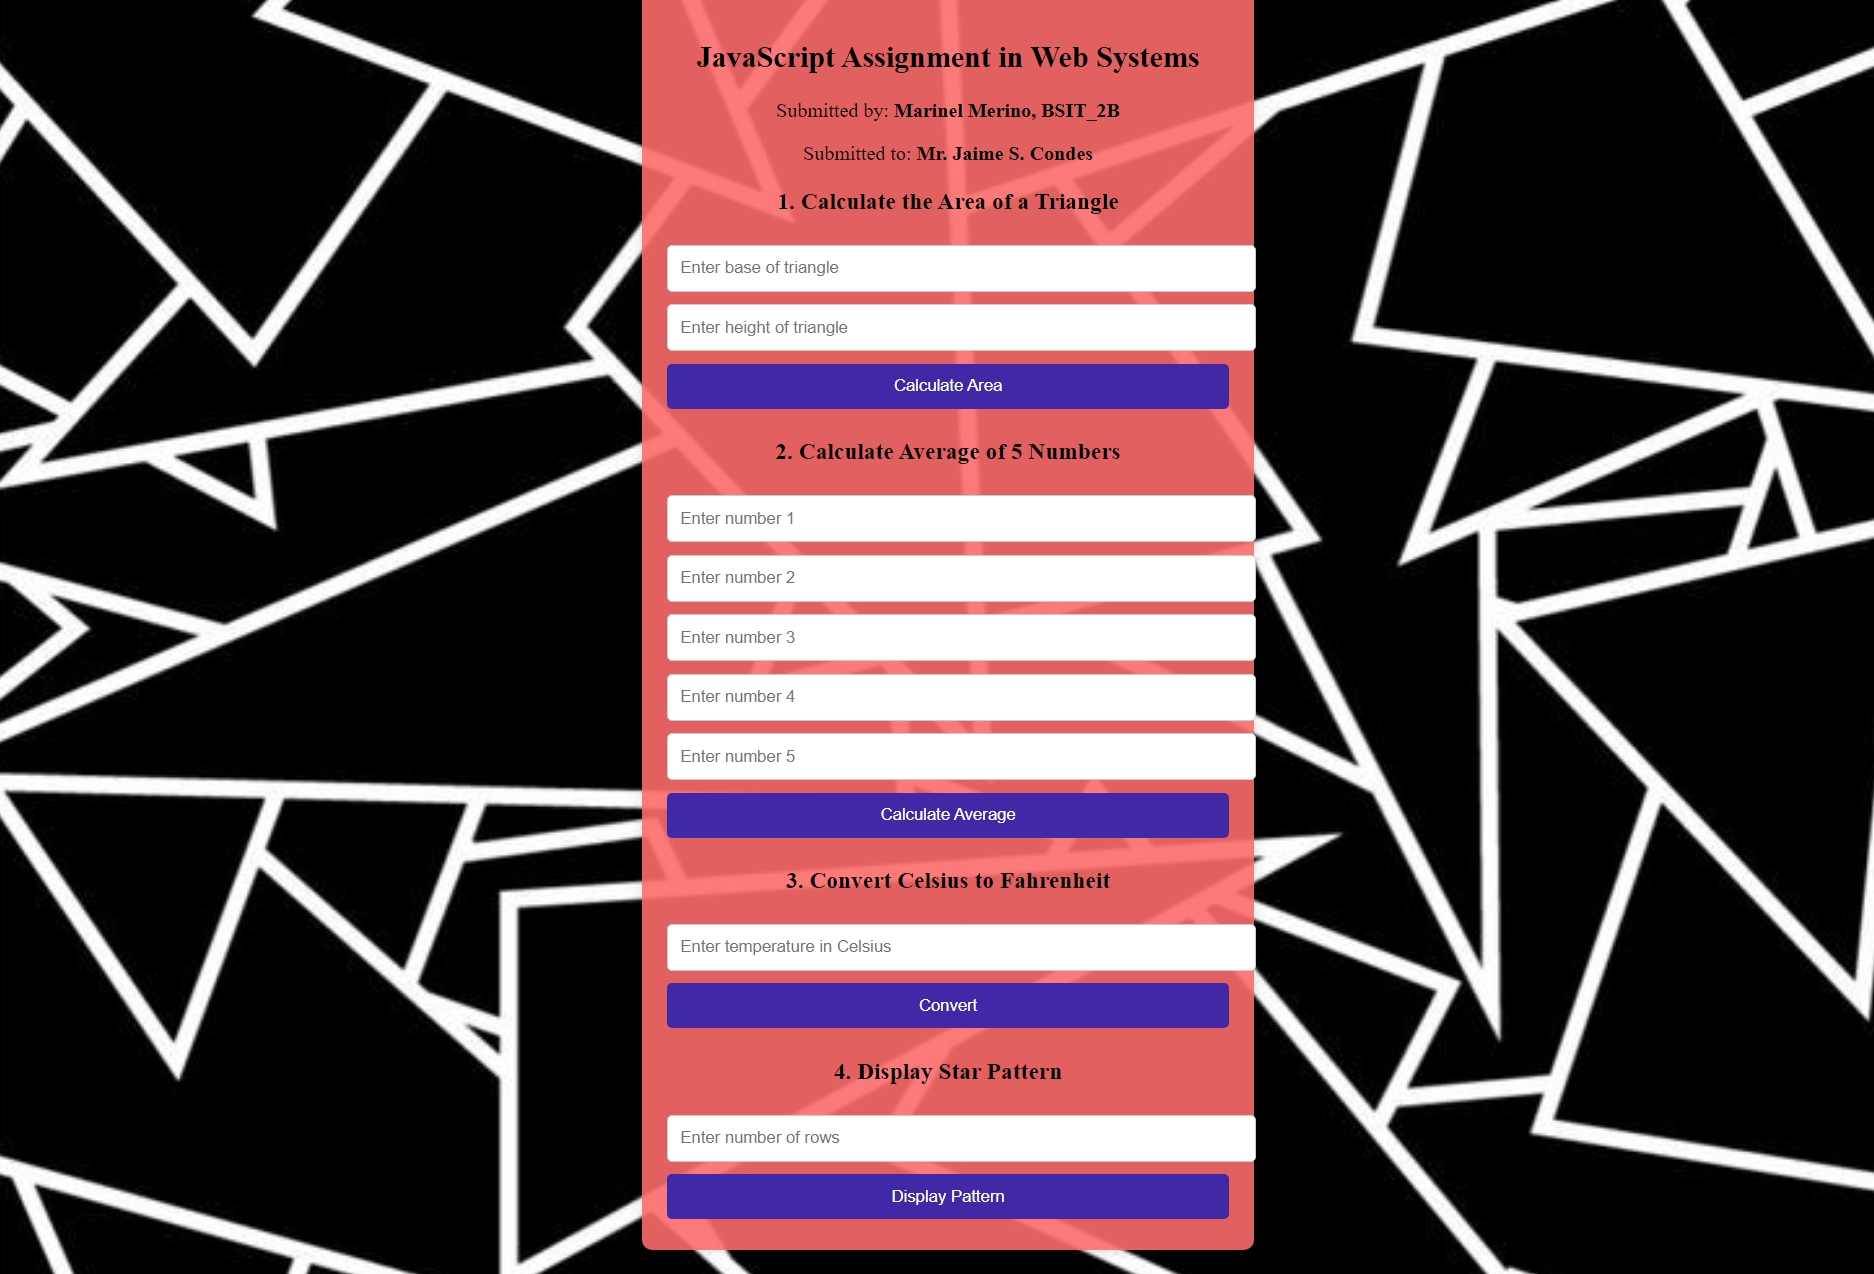 JavaScript Assignment in Web Systems
Submitted by: Marinel Merino, BSIT_2B
Submitted to: Mr. Jaime S. Condes
1. Calculate the Area of a Triangle
Enter base of triangle
Enter height of triangle
Calculate Area
2. Calculate Average of 5 Numbers
Enter number 1
Enter number 2
Enter number 3
Enter number 4
Enter number 5
Calculate Average
3. Convert Celsius to Fahrenheit
Enter temperature in Celsius
Convert
4. Display Star Pattern
Enter number of rows
Display Pattern